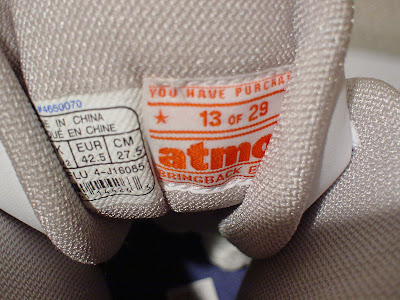 #4650070
E IN CHINA
UÉ EN CHINE
EUR CM
42.5 27.5
LU 4-J16085
YOU HAVE PURCHA
★ 13 OF 29
atmo
BRINGBACK B